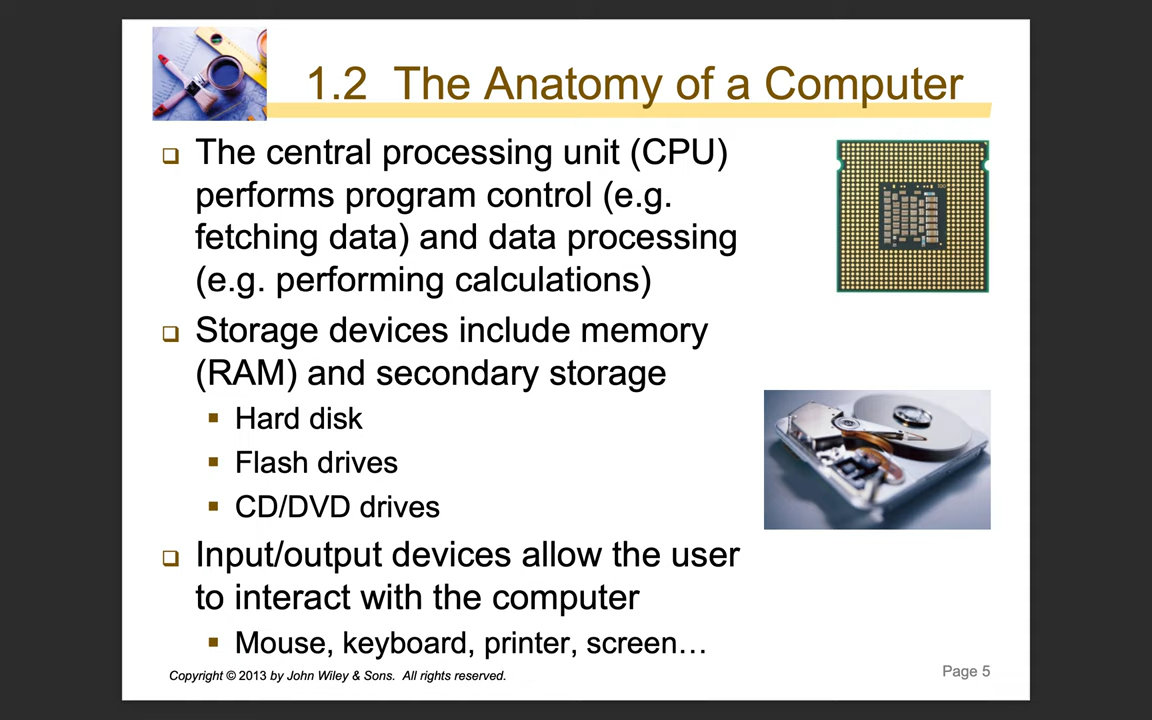 1.2 The Anatomy of a Computer
The central processing unit (CPU)
performs program control (e.g.
fetching data) and data processing
(e.g. performing calculations)
Storage devices include memory
(RAM) and secondary storage
Hard disk
Flash drives
CD/DVD drives
Input/output devices allow the user
to interact with the computer
Mouse, keyboard, printer, screen…
Copyright © 2013 by John Wiley & Sons. All rights reserved.
Page 5